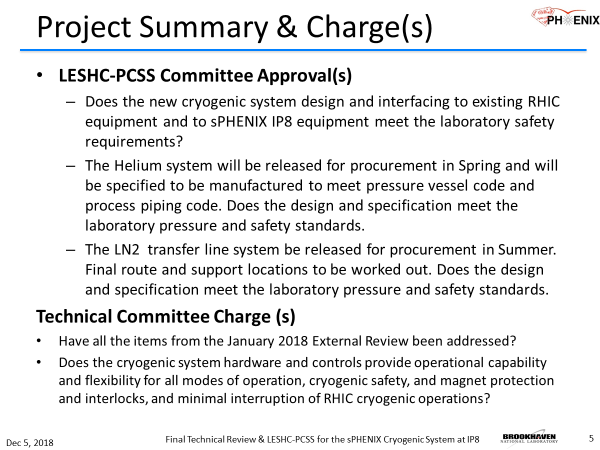 Project Summary & Charge(s)
PHENIX
• LESHC-PCSS Committee Approval(s)
– Does the new cryogenic system design and interfacing to existing RHIC
equipment and to sPHENIX IP8 equipment meet the laboratory safety
requirements?
– The Helium system will be released for procurement in Spring and will
be specified to be manufactured to meet pressure vessel code and
process piping code. Does the design and specification meet the
laboratory pressure and safety standards.
– The LN2 transfer line system be released for procurement in Summer.
Final route and support locations to be worked out. Does the design
and specification meet the laboratory pressure and safety standards.
Technical Committee Charge (s)
• Have all the items from the January 2018 External Review been addressed?
• Does the cryogenic system hardware and controls provide operational capability
and flexibility for all modes of operation, cryogenic safety, and magnet protection
and interlocks, and minimal interruption of RHIC cryogenic operations?
Dec 5, 2018
Final Technical Review & LESHC-PCSS for the sPHENIX Cryogenic System at IP8
BROOKHAVEN
NATIONAL LABORATORY
5